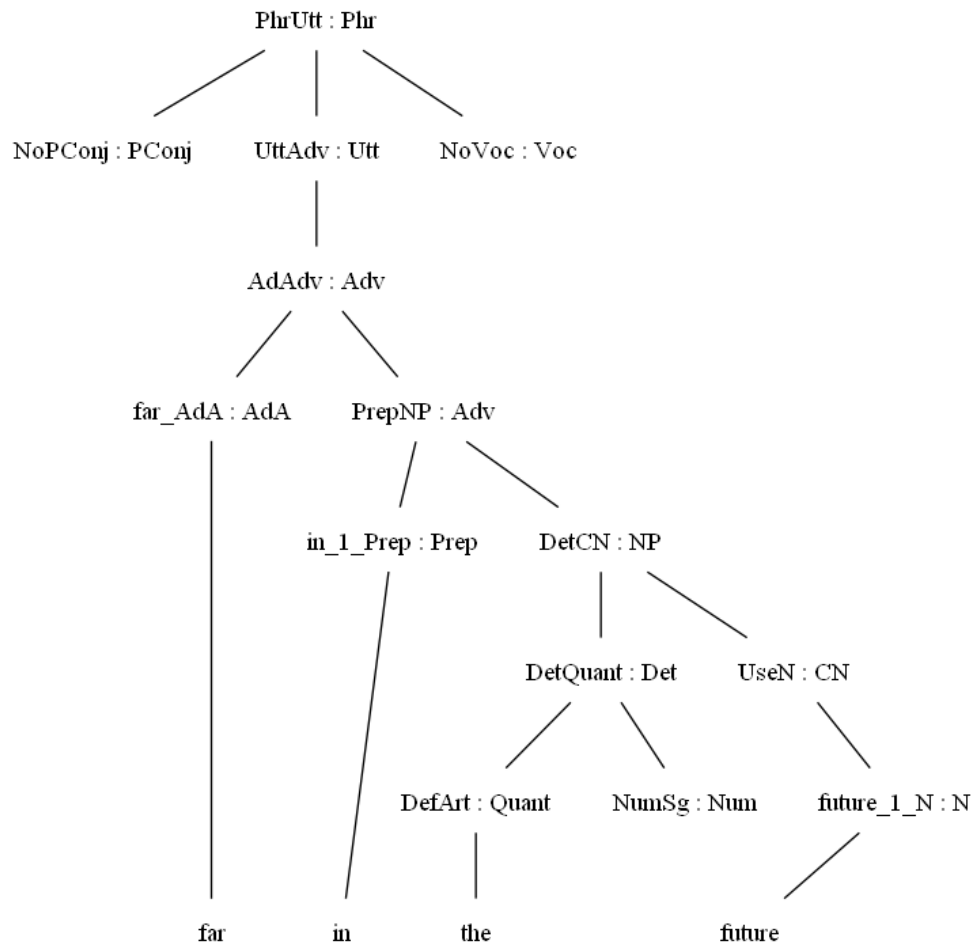 PhrUtt : Phr
NoPConj : PConj UttAdv : Utt NoVoc : Voc
AdAdv : Adv
far_AdA : AdA PrepNP : Adv
in_1_Prep : Prep DetCN : NP
DetQuant : Det UseN : CN
DefArt : Quant NumSg : Num future_1_N : N
far in the future